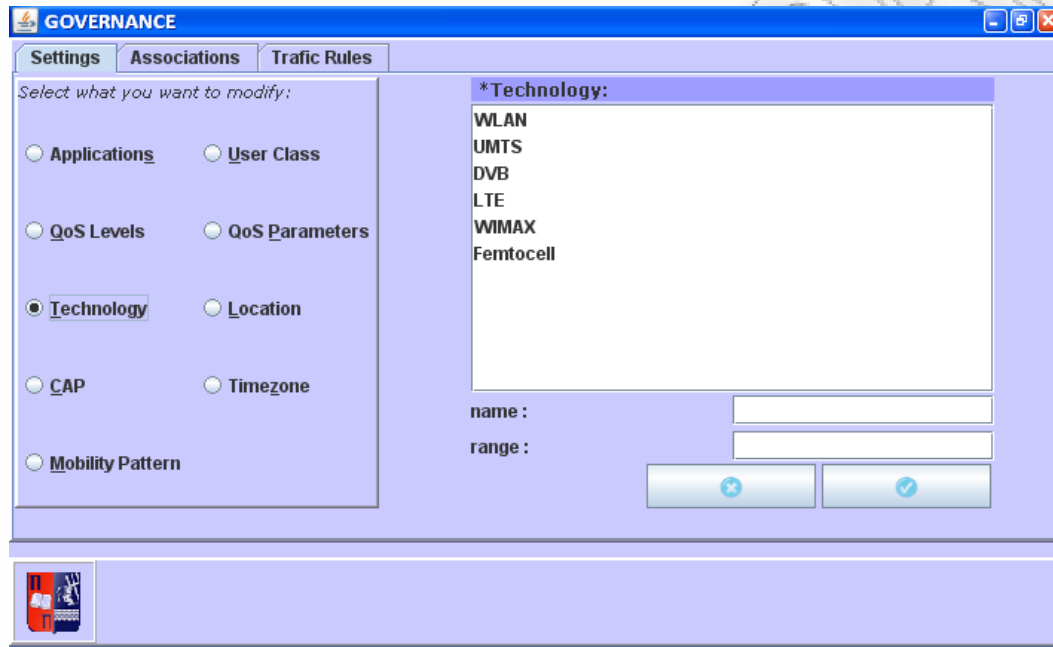 GOVERNANCE
Settings Associations Trafic Rules
Select what you want to modify:
Applications User Class
QoS Levels QoS Parameters
Technology Location
CAP Timezone
Mobility Pattern
*Technology:
WLAN
UMTS
DVB
LTE
WIMAX
Femtocell
name :
range :
Π
Π